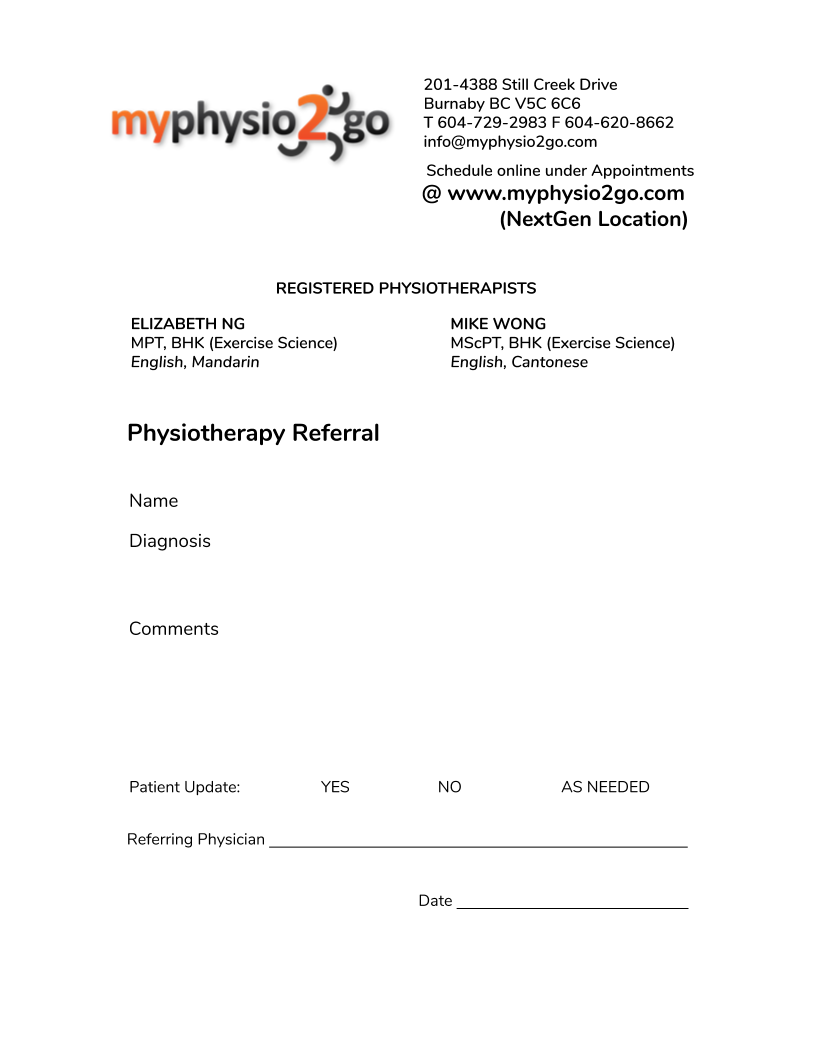 myphysio2go
201-4388 Still Creek Drive
Burnaby BC V5C 6C6
T 604-729-2983 F 604-620-8662
info@myphysio2go.com
Schedule online under Appointments
@ www.myphysio2go.com
(NextGen Location)
REGISTERED PHYSIOTHERAPISTS
ELIZABETH NG
MPT, BHK (Exercise Science)
English, Mandarin
MIKE WONG
MScPT, BHK (Exercise Science)
English, Cantonese
Physiotherapy Referral
Name
Diagnosis
Comments
Patient Update: YES NO AS NEEDED
Referring Physician
Date